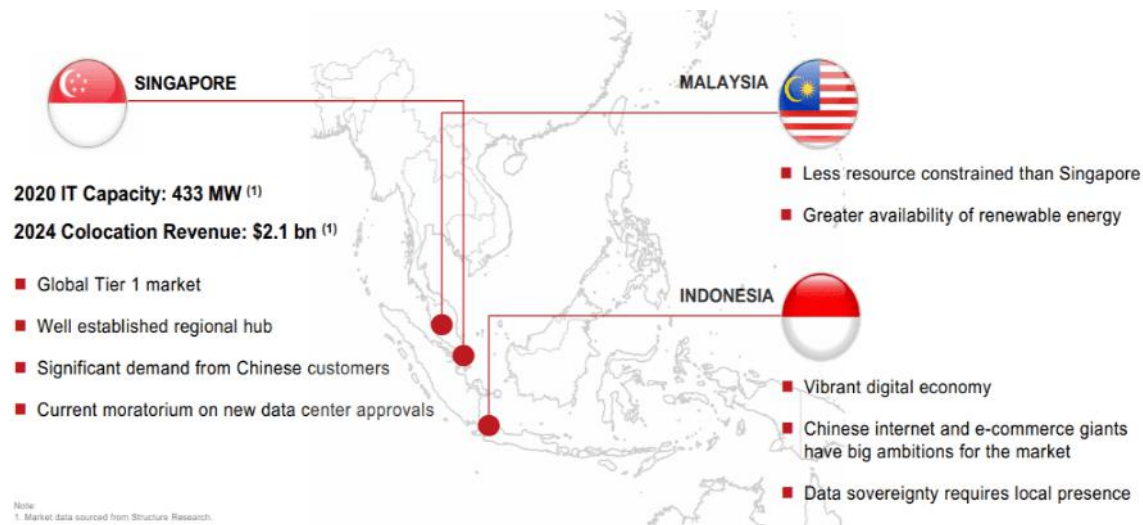 SINGAPORE
2020 IT Capacity: 433 MW (1)
2024 Colocation Revenue: $2.1 bn (1)
Global Tier 1 market
Well established regional hub
Significant demand from Chinese customers
Current moratorium on new data center approvals
MALAYSIA
Less resource constrained than Singapore
Greater availability of renewable energy
INDONESIA
Vibrant digital economy
Chinese internet and e-commerce giants
have big ambitions for the market
Data sovereignty requires local presence
Note:
1. Market data sourced from Structure Research.